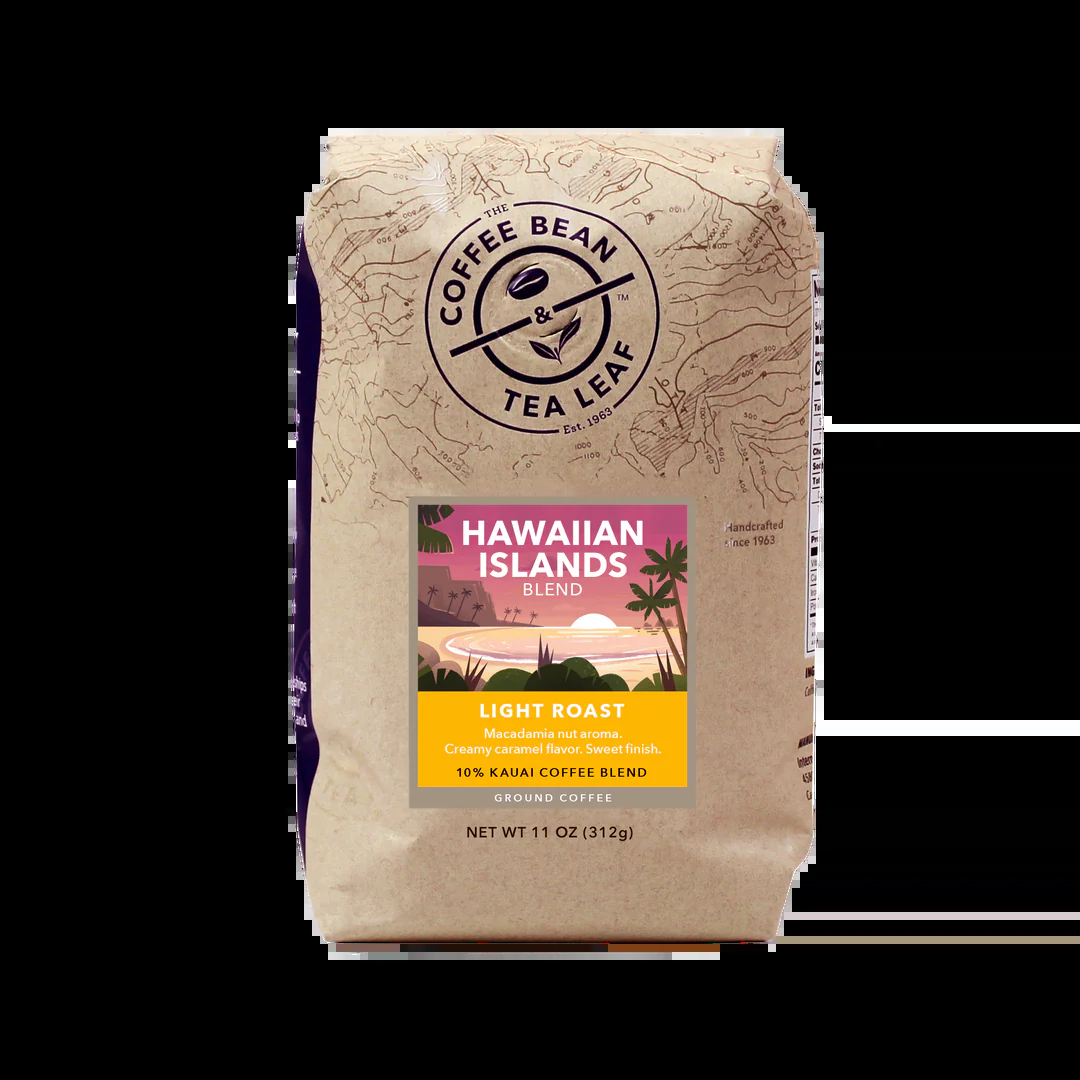 THE
COFFEE BEAN
&
TEA LEAF
TM
Est. 1963
HAWAIIAN
ISLANDS
BLEND
Handcrafted
since 1963
LIGHT ROAST
Macadamia nut aroma.
Creamy caramel flavor. Sweet finish.
10% KAUAI COFFEE BLEND
GROUND COFFEE
NET WT 11 OZ (312g)